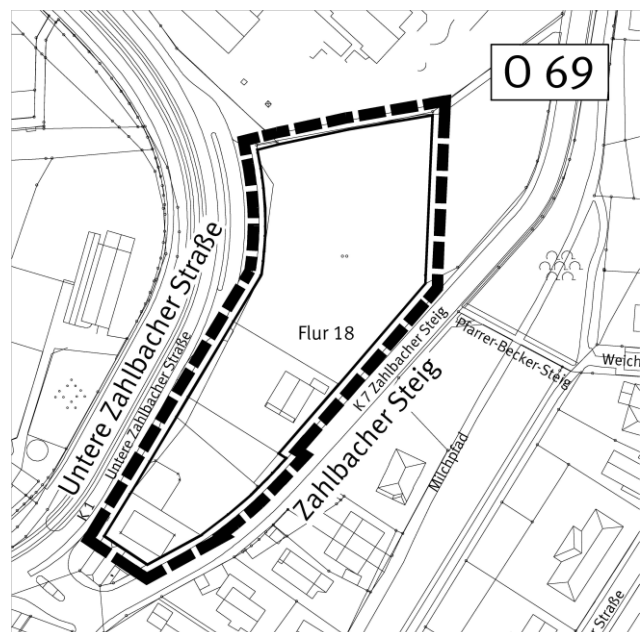 O 69
Untere Zahlbacher Straße
Untere Zahlbacher Straße
K 1
Flur 18
K 7 Zahlbacher Steig
Zahlbacher Steig
Pfarrer-Becker-Steig
Weich
Milchpfad
Straße